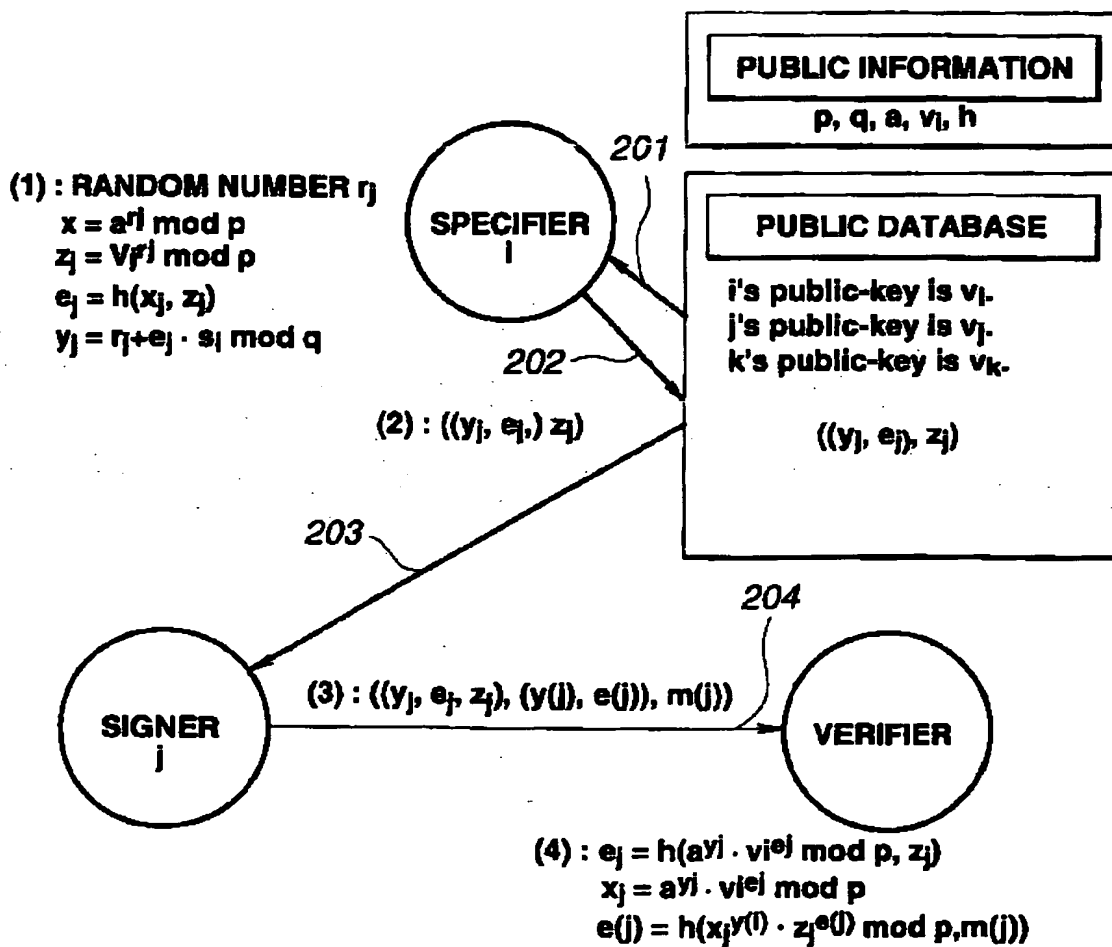 PUBLIC INFORMATION
p, q, a, vi, h
201
(1) : RANDOM NUMBER rj
x = a^rj mod p
zj = Vj^rj mod p
ej = h(xj, zj)
yj = rj+ej · si mod q
SPECIFIER
i
PUBLIC DATABASE
i's public-key is vi.
j's public-key is vj.
k's public-key is vk.
((yj, ej), zj)
202
(2) : ((yj, ej,) zj)
203
204
SIGNER
j
(3) : ((yj, ej, zj), (y(j), e(j)), m(j))
VERIFIER
(4) : ej = h(a^yj · vi^ej mod p, zj)
xj = a^yj · vi^ej mod p
e(j) = h(xj^y(j) · zj^e(j) mod p,m(j))